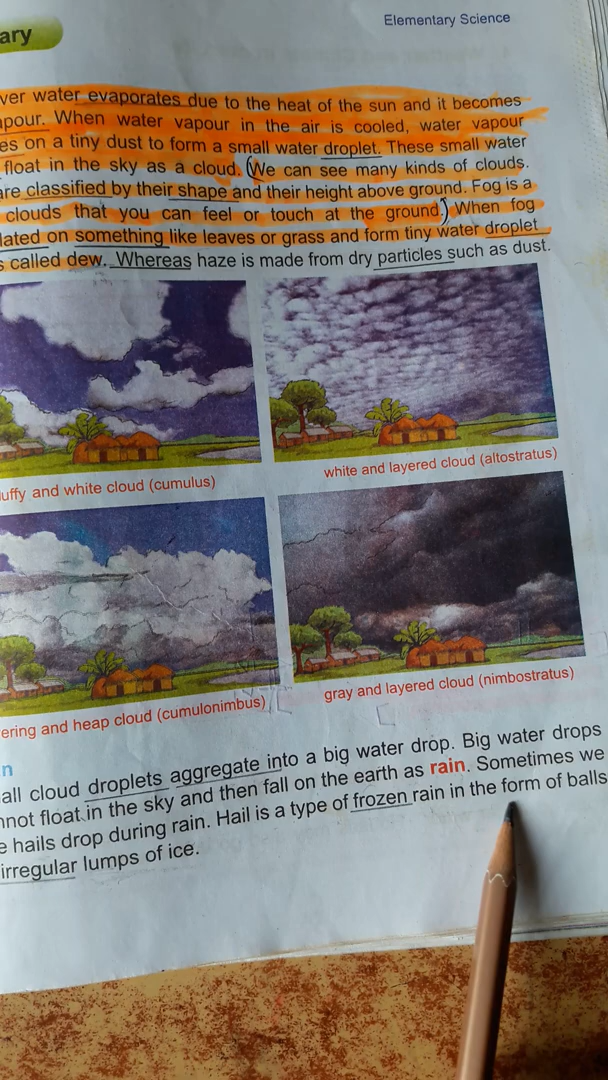 ary
Elementary Science
ver water evaporates due to the heat of the sun and it becomes
apour. When water vapour in the air is cooled, water vapour
es on a tiny dust to form a small water droplet. These small water
float in the sky as a cloud. (We can see many kinds of clouds.
are classified by their shape and their height above ground. Fog is a
clouds that you can feel or touch at the ground.) When fog
lated on something like leaves or grass and form tiny water droplet
s called dew. Whereas haze is made from dry particles such as dust.
uffy and white cloud (cumulus)
white and layered cloud (altostratus)
ering and heap cloud (cumulonimbus)
gray and layered cloud (nimbostratus)
n
all cloud droplets aggregate into a big water drop. Big water drops
nnot float in the sky and then fall on the earth as rain. Sometimes we
e hails drop during rain. Hail is a type of frozen rain in the form of balls
irregular lumps of ice.